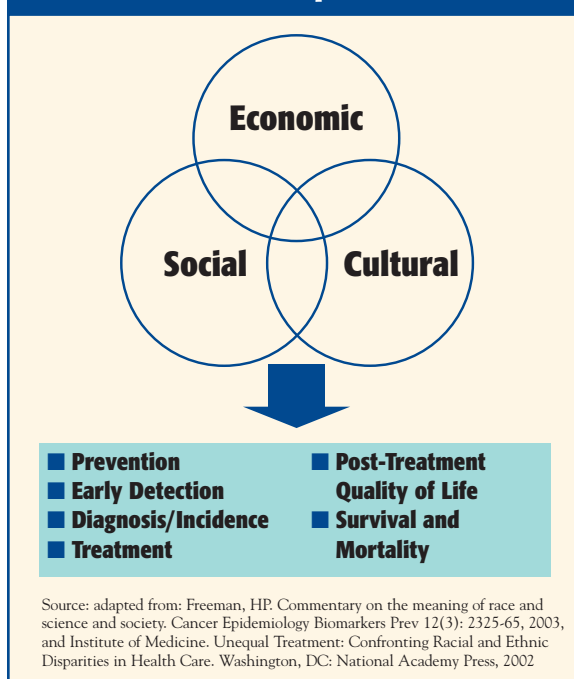 Economic
Social Cultural
■ Prevention
■ Early Detection
■ Diagnosis/Incidence
■ Treatment
■ Post-Treatment
Quality of Life
■ Survival and
Mortality
Source: adapted from: Freeman, HP. Commentary on the meaning of race and
science and society. Cancer Epidemiology Biomarkers Prev 12(3): 2325-65, 2003,
and Institute of Medicine. Unequal Treatment: Confronting Racial and Ethnic
Disparities in Health Care. Washington, DC: National Academy Press, 2002